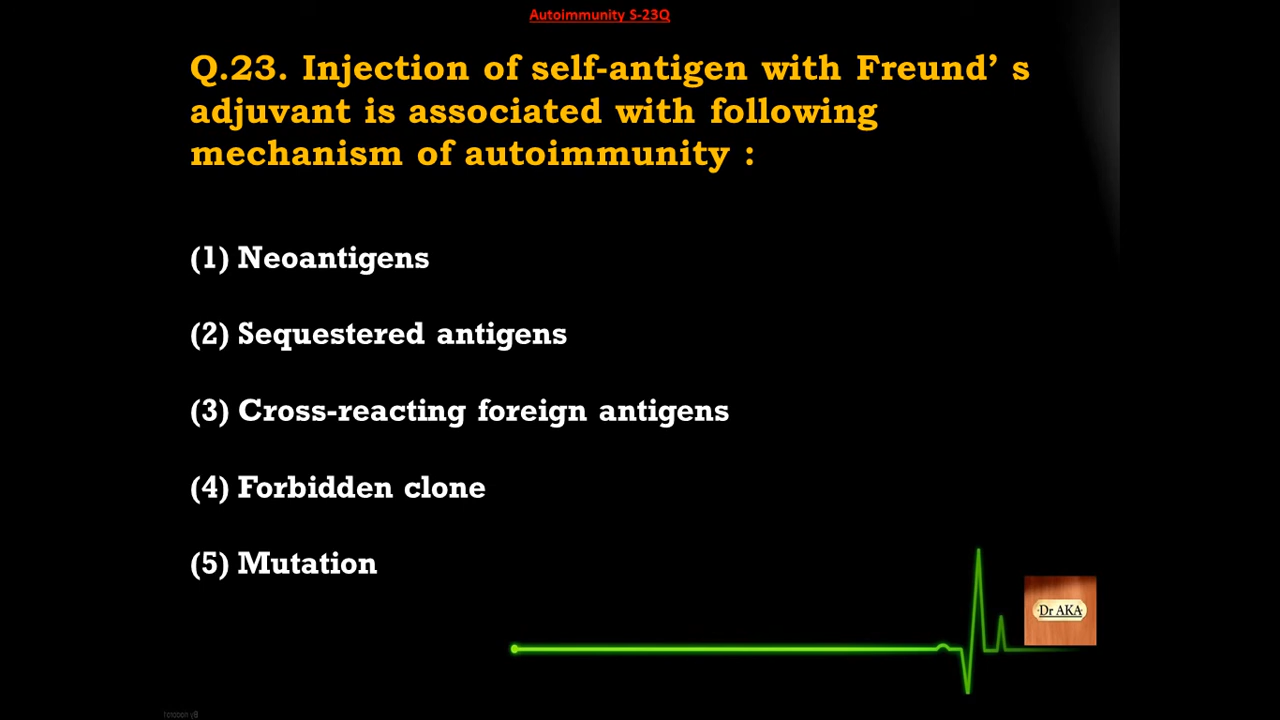 Autoimmunity S-23Q
Q.23. Injection of self-antigen with Freund’ s
adjuvant is associated with following
mechanism of autoimmunity :
(1) Neoantigens
(2) Sequestered antigens
(3) Cross-reacting foreign antigens
(4) Forbidden clone
(5) Mutation
Dr AKA